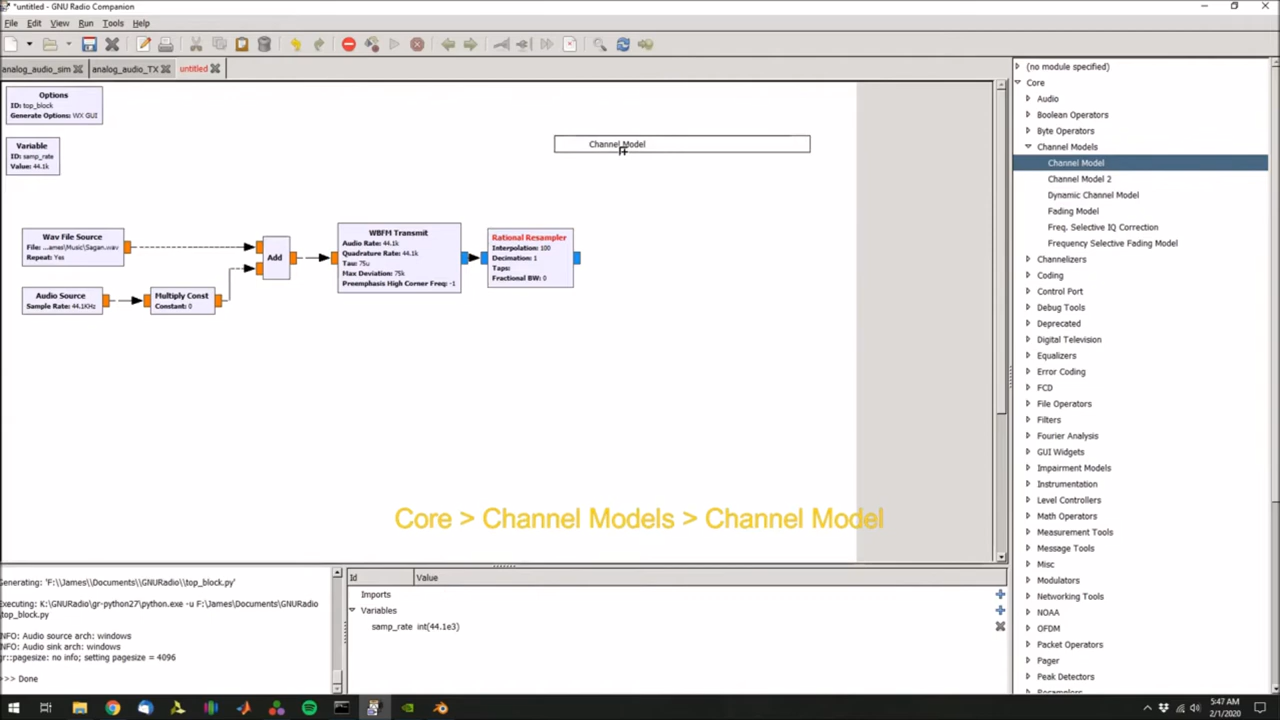 *untitled - GNU Radio Companion
File Edit View Run Tools Help
analog_audio_sim analog_audio_TX untitled
Options
ID: top_block
Generate Options: WX GUI
Variable
ID: samp_rate
Value: 44.1k
Channel Model
Wav File Source
File: ...ames\Music\Sagan.wav
Repeat: Yes
Audio Source
Sample Rate: 44.1KHz
Multiply Const
Constant: 0
Add
WBFM Transmit
Audio Rate: 44.1k
Quadrature Rate: 44.1k
Tau: 75u
Max Deviation: 75k
Preemphasis High Corner Freq: -1
Rational Resampler
Interpolation: 100
Decimation: 1
Taps:
Fractional BW: 0
Core > Channel Models > Channel Model
(no module specified)
Core
Audio
Boolean Operators
Byte Operators
Channel Models
Channel Model
Channel Model 2
Dynamic Channel Model
Fading Model
Freq. Selective IQ Correction
Frequency Selective Fading Model
Channelizers
Coding
Control Port
Debug Tools
Deprecated
Digital Television
Equalizers
Error Coding
FCD
File Operators
Filters
Fourier Analysis
GUI Widgets
Impairment Models
Instrumentation
Level Controllers
Math Operators
Measurement Tools
Message Tools
Misc
Modulators
Networking Tools
NOAA
OFDM
Packet Operators
Pager
Peak Detectors
Generating: 'F:\\James\\Documents\\GNURadio\\top_block.py'
Executing: K:\GNURadio\gr-python27\python.exe -u F:\James\Documents\GNURadio
\top_block.py
NFO: Audio source arch: windows
NFO: Audio sink arch: windows
gr::pagesize: no info; setting pagesize = 4096
>>> Done
Id Value
Imports
Variables
samp_rate int(44.1e3)
5:47 AM
2/1/2020